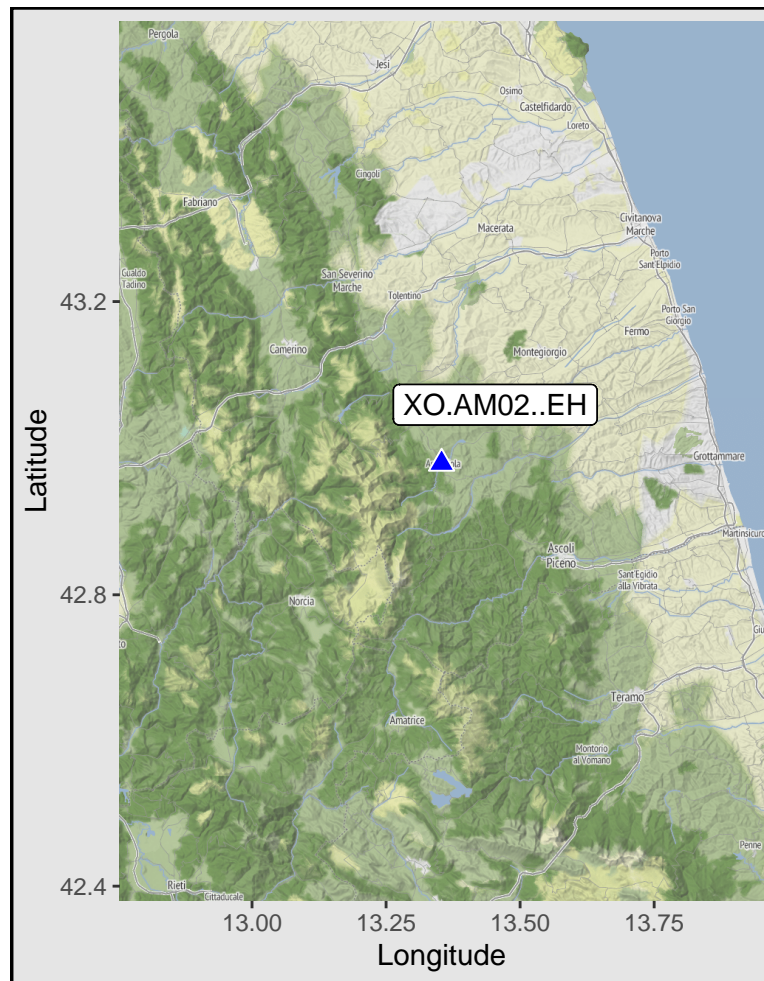 Pergola
Jesi
Osimo
Castelfidardo
Loreto
Cingoli
Fabriano
Macerata
Civitanova
Marche
Porto
Sant Elpidio
Gualdo
Tadino
San Severino
Marche
Tolentino
43.2
Porto San
Giorgio
Fermo
Camerino
Montegiorgio
XO.AM02..EH
Grottammare
Latitude
Martinsicuro
Ascoli
Piceno
Sant Egidio
alla Vibrata
42.8
Norcia
Giu
to
Teramo
Amatrice
Montorio
al Vomano
Penne
42.4
Rieti
Cittaducale
13.00
13.25
13.50
13.75
Longitude